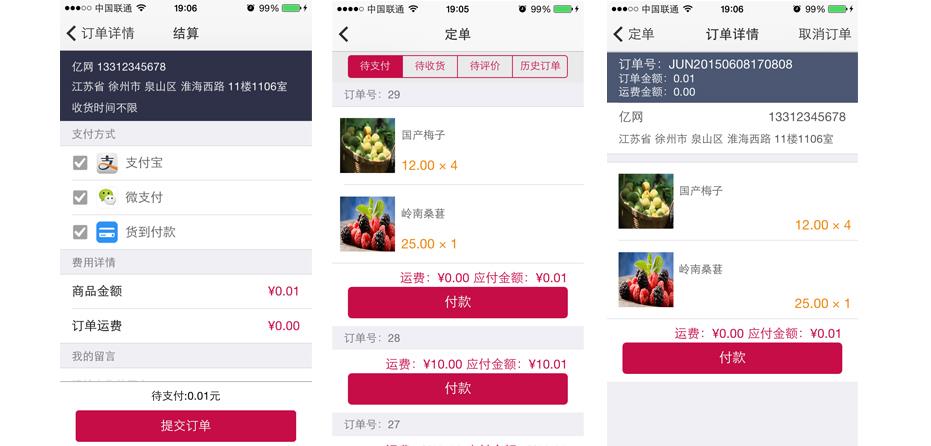 中国联通 19:06 99%
订单详情 结算
亿网 13312345678
江苏省 徐州市 泉山区 淮海西路 11楼1106室
收货时间不限
支付方式
支付宝
微支付
货到付款
费用详情
商品金额 ¥0.01
订单运费 ¥0.00
我的留言
待支付:0.01元
提交订单
中国联通 19:05 99%
定单
待支付 待收货 待评价 历史订单
订单号：29
国产梅子
12.00 × 4
岭南桑葚
25.00 × 1
运费：¥0.00 应付金额：¥0.01
付款
订单号：28
运费：¥10.00 应付金额：¥10.01
付款
订单号：27
中国联通 19:06 99%
定单 订单详情 取消订单
订单号：JUN20150608170808
订单金额：0.01
运费金额：0.00
亿网 13312345678
江苏省 徐州市 泉山区 淮海西路 11楼1106室
国产梅子
12.00 × 4
岭南桑葚
25.00 × 1
运费：¥0.00 应付金额：¥0.01
付款